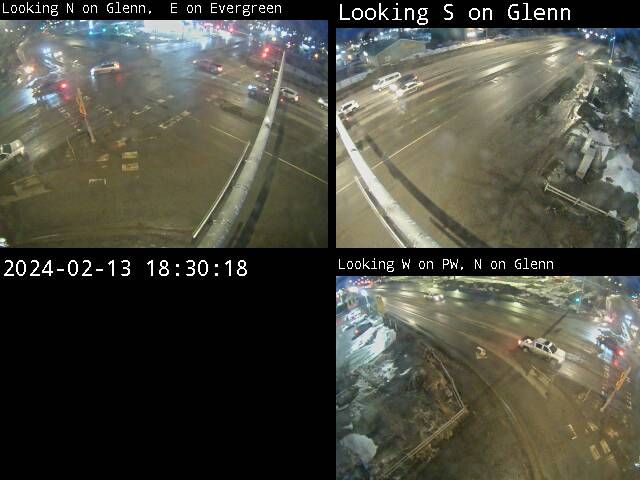 Looking N on Glenn,  E on Evergreen
Looking S on Glenn
2024-02-13 18:30:18
Looking W on PW, N on Glenn